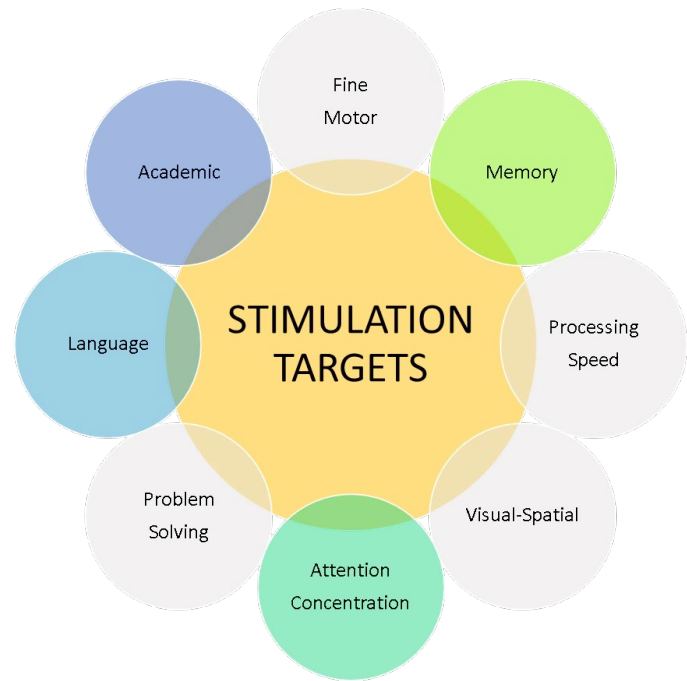 Fine
Motor
Academic
Memory
STIMULATION
TARGETS
Language
Processing
Speed
Problem
Solving
Visual-Spatial
Attention
Concentration